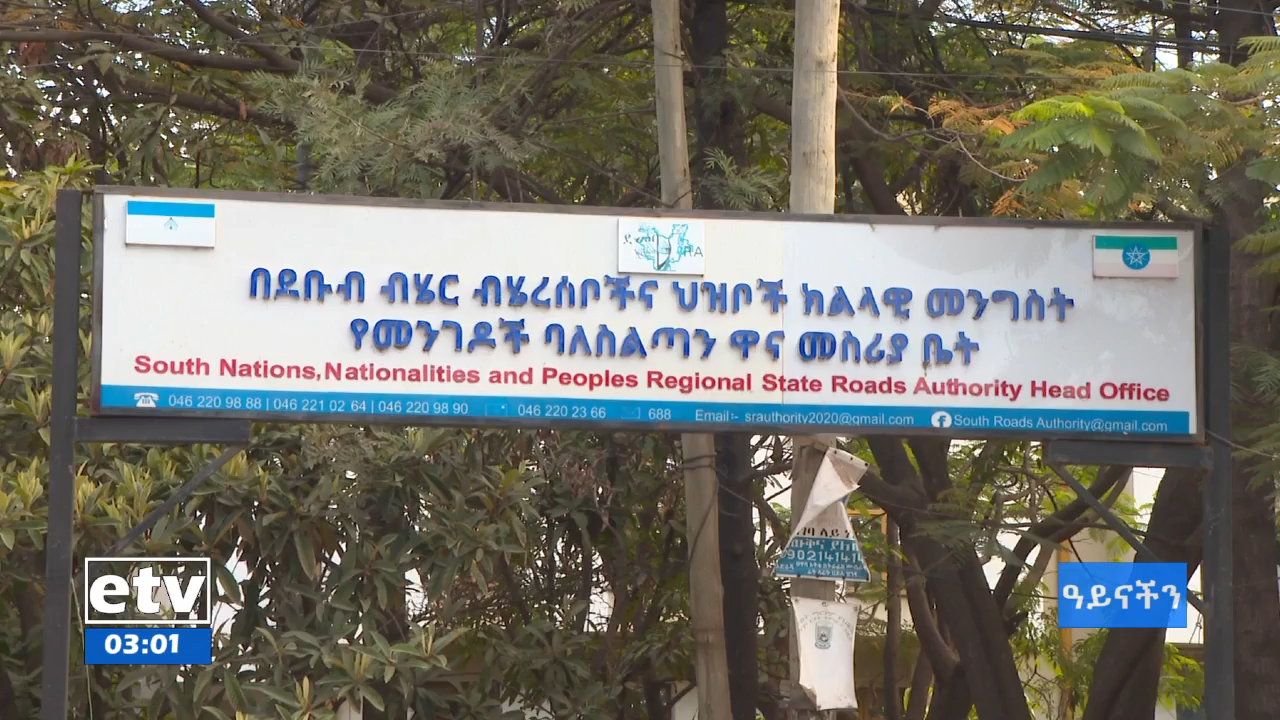 በደቡብ ብሄር ብሄረሰቦችና ህዝቦች ክልላዊ መንግስት
የመንገዶች ባለስልጣን ዋና መስሪያ ቤት
South Nations,Nationalities and Peoples Regional State Roads Authority Head Office
046 220 98 88 | 046 221 02 64 | 046 220 98 90 046 220 23 66 688 Email:- srauthority2020@gmail.com South Roads Authority@gmail.com
9021414
etv
03:01
ዓይናችን